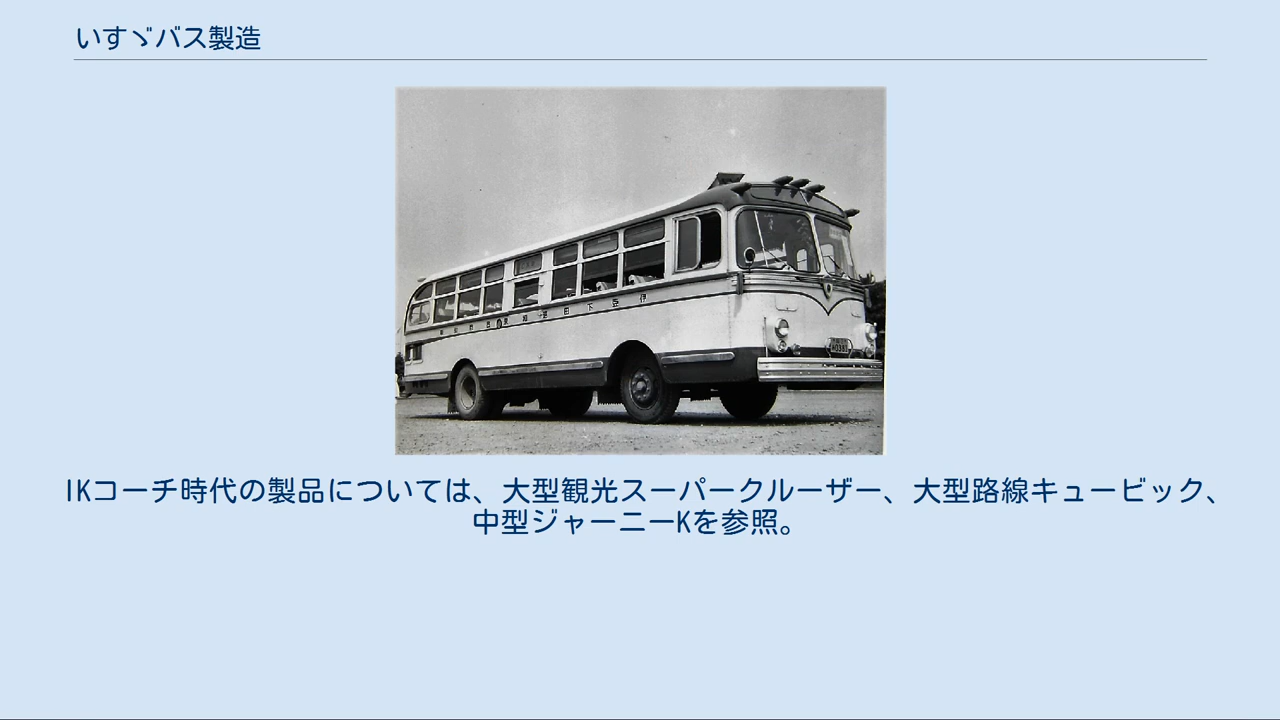 いすゞバス製造
IKコーチ時代の製品については、大型観光スーパークルーザー、大型路線キュービック、
中型ジャーニーKを参照。